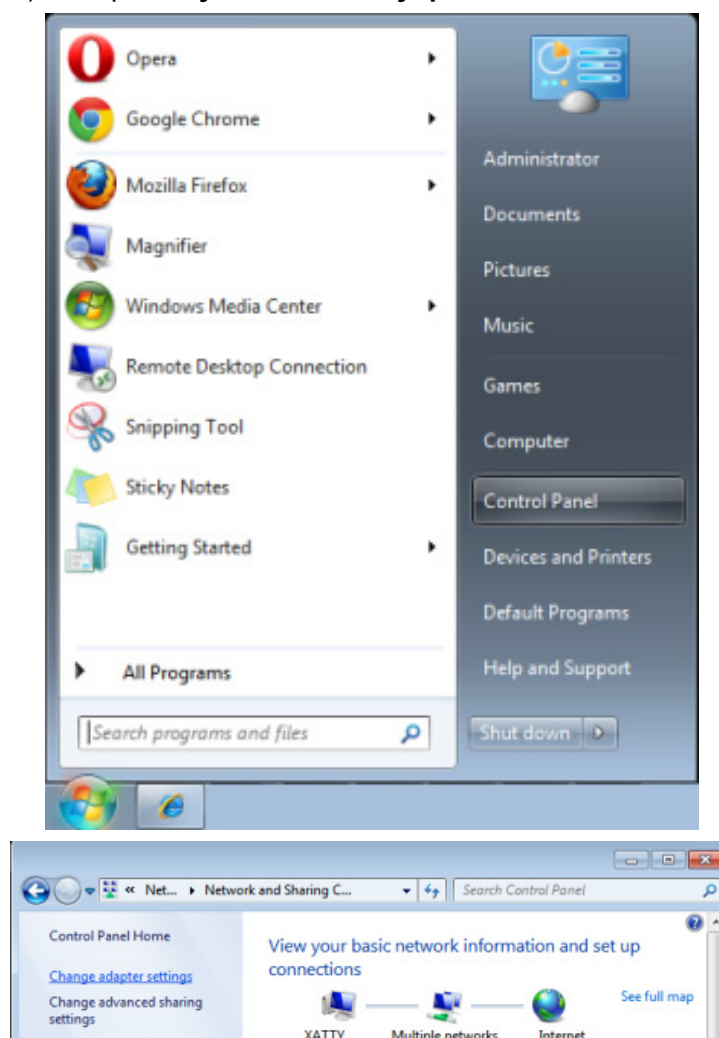 Opera
Google Chrome
Mozilla Firefox
Magnifier
Windows Media Center
Remote Desktop Connection
Snipping Tool
Sticky Notes
Getting Started
All Programs
Search programs and files
Administrator
Documents
Pictures
Music
Games
Computer
Control Panel
Devices and Printers
Default Programs
Help and Support
Shut down
« Net... Network and Sharing C...
Search Control Panel
Control Panel Home
Change adapter settings
Change advanced sharing
settings
View your basic network information and set up
connections
See full map
XATTY Multiple networks Internet